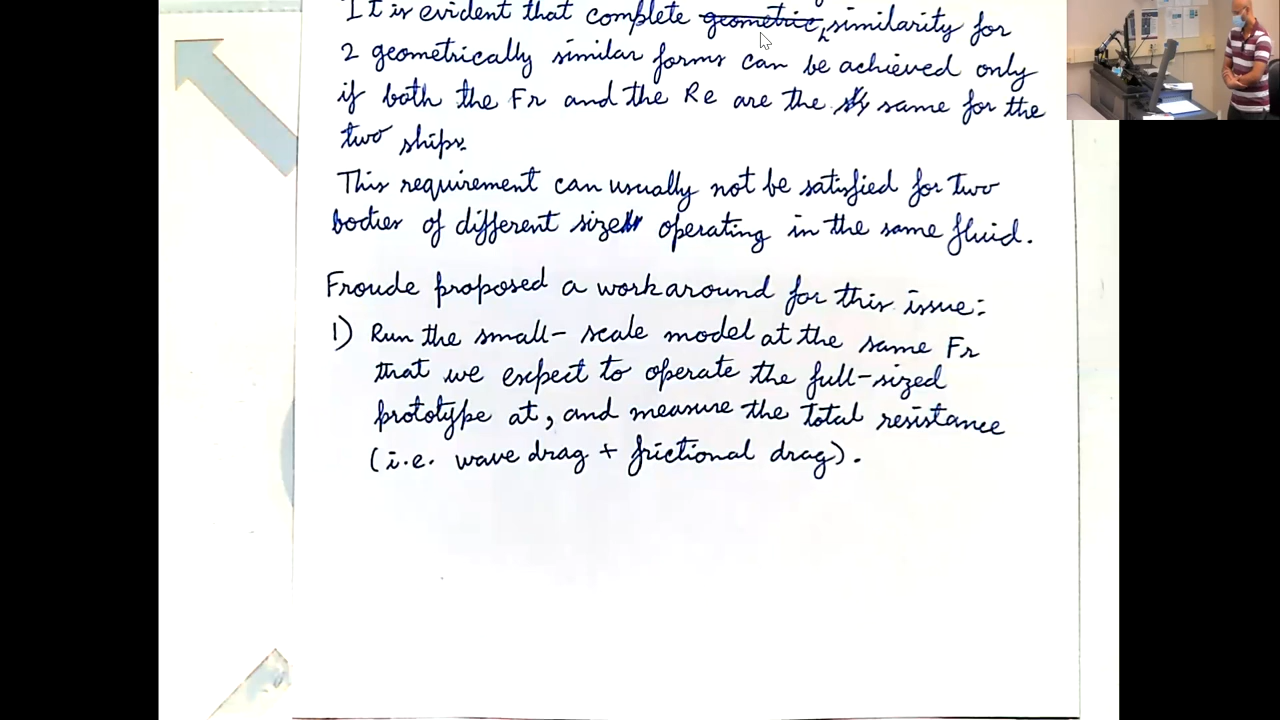 It is evident that complete geometric similarity for
2 geometrically similar forms can be achieved only
if both the Fr and the Re are the same for the
two ships.
This requirement can usually not be satisfied for two
bodies of different size operating in the same fluid.
Froude proposed a workaround for this issue:
1) Run the small-scale model at the same Fr
that we expect to operate the full-sized
prototype at, and measure the total resistance
(i.e. wave drag + frictional drag).